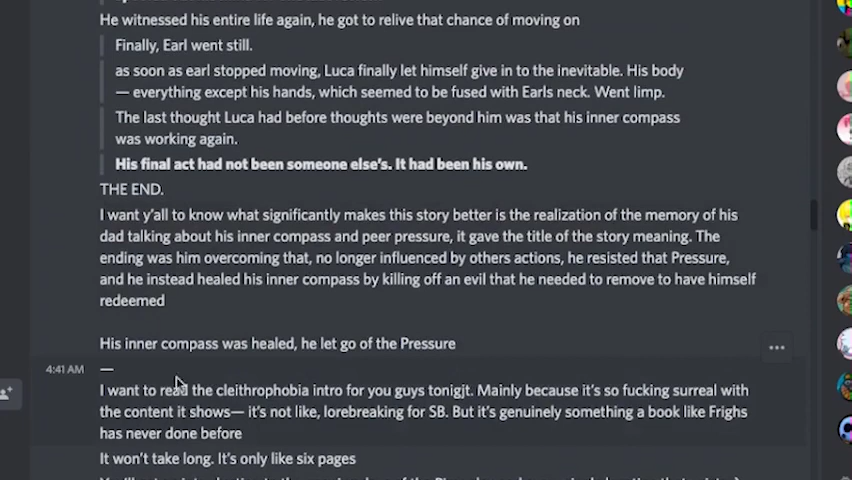 He witnessed his entire life again, he got to relive that chance of moving on
Finally, Earl went still.
as soon as earl stopped moving, Luca finally let himself give in to the inevitable. His body
— everything except his hands, which seemed to be fused with Earls neck. Went limp.
The last thought Luca had before thoughts were beyond him was that his inner compass
was working again.
His final act had not been someone else's. It had been his own.
THE END.
I want y'all to know what significantly makes this story better is the realization of the memory of his
dad talking about his inner compass and peer pressure, it gave the title of the story meaning. The
ending was him overcoming that, no longer influenced by others actions, he resisted that Pressure,
and he instead healed his inner compass by killing off an evil that he needed to remove to have himself
redeemed
His inner compass was healed, he let go of the Pressure
4:41 AM —
I want to read the cleithrophobia intro for you guys tonigjt. Mainly because it's so fucking surreal with
the content it shows— it's not like, lorebreaking for SB. But it's genuinely something a book like Frighs
has never done before
It won't take long. It's only like six pages